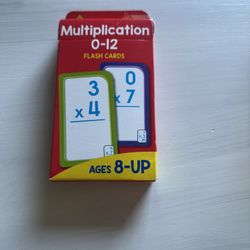 Multiplication
0-12
FLASH CARDS
3
x 4
0
x 7
AGES 8-UP